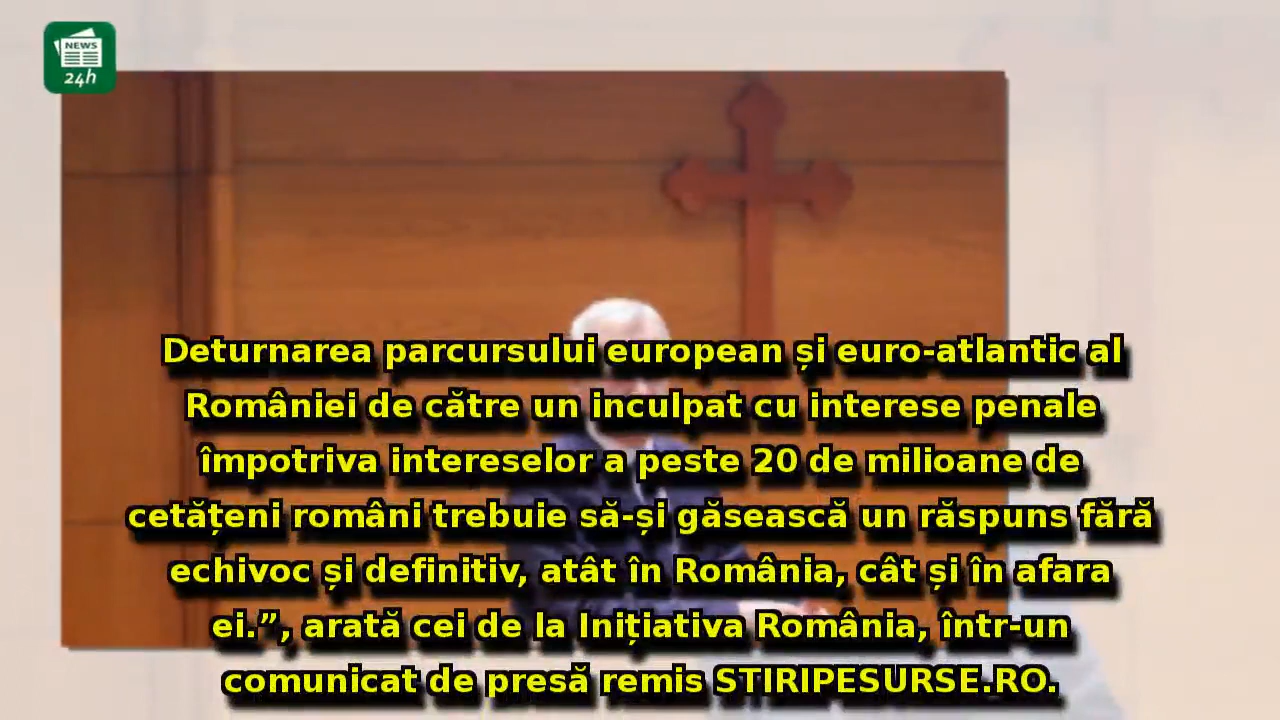 NEWS
24h
Deturnarea parcursului european și euro-atlantic al
României de către un inculpat cu interese penale
împotriva intereselor a peste 20 de milioane de
cetățeni români trebuie să-și găsească un răspuns fără
echivoc și definitiv, atât în România, cât și în afara
ei.”, arată cei de la Inițiativa România, într-un
comunicat de presă remis STIRIPESURSE.RO.